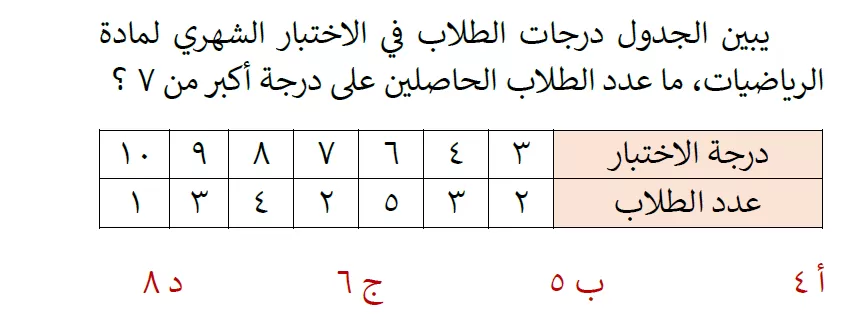 يبين الجدول درجات الطلاب في الاختبار الشهري لمادة
الرياضيات، ما عدد الطلاب الحاصلين على درجة أكبر من ٧ ؟
درجة الاختبار ٣ ٤ ٦ ٧ ٨ ٩ ١٠
عدد الطلاب ٢ ٣ ٥ ٢ ٤ ٣ ١
أ ٤ ب ٥ ج ٦ د ٨